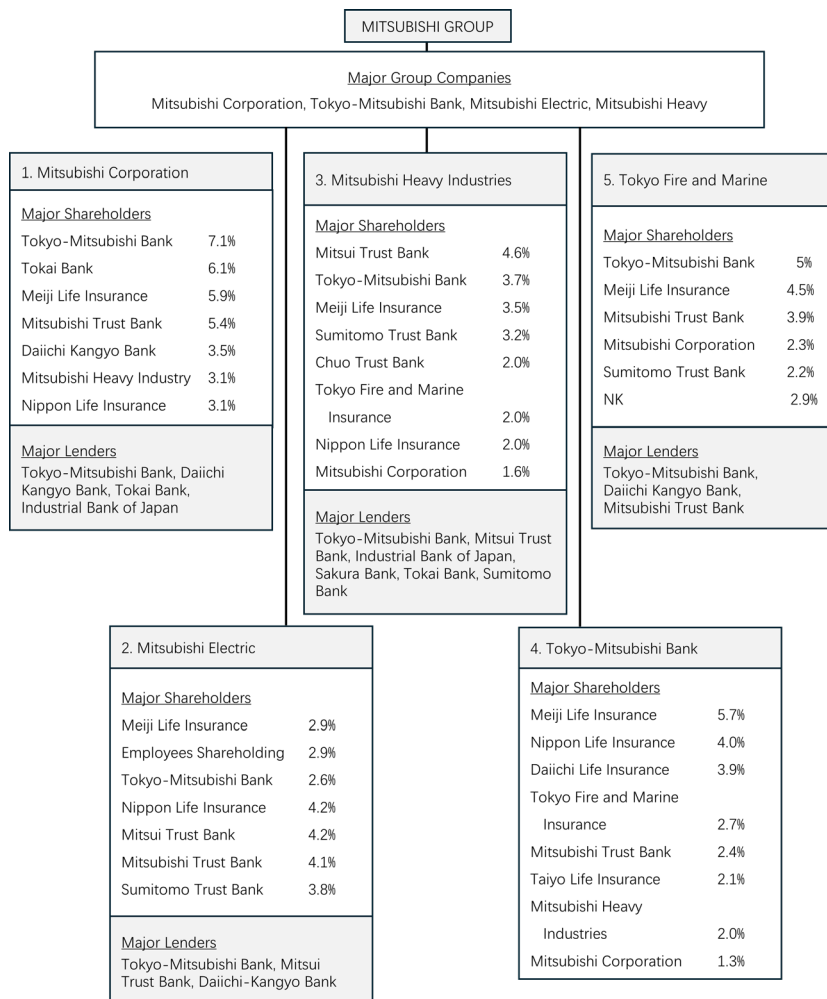 MITSUBISHI GROUP
Major Group Companies
Mitsubishi Corporation, Tokyo-Mitsubishi Bank, Mitsubishi Electric, Mitsubishi Heavy
1. Mitsubishi Corporation
Major Shareholders
Tokyo-Mitsubishi Bank 7.1%
Tokai Bank 6.1%
Meiji Life Insurance 5.9%
Mitsubishi Trust Bank 5.4%
Daiichi Kangyo Bank 3.5%
Mitsubishi Heavy Industry 3.1%
Nippon Life Insurance 3.1%
Major Lenders
Tokyo-Mitsubishi Bank, Daiichi
Kangyo Bank, Tokai Bank,
Industrial Bank of Japan
3. Mitsubishi Heavy Industries
Major Shareholders
Mitsui Trust Bank 4.6%
Tokyo-Mitsubishi Bank 3.7%
Meiji Life Insurance 3.5%
Sumitomo Trust Bank 3.2%
Chuo Trust Bank 2.0%
Tokyo Fire and Marine
Insurance 2.0%
Nippon Life Insurance 2.0%
Mitsubishi Corporation 1.6%
Major Lenders
Tokyo-Mitsubishi Bank, Mitsui Trust
Bank, Industrial Bank of Japan,
Sakura Bank, Tokai Bank, Sumitomo
Bank
5. Tokyo Fire and Marine
Major Shareholders
Tokyo-Mitsubishi Bank 5%
Meiji Life Insurance 4.5%
Mitsubishi Trust Bank 3.9%
Mitsubishi Corporation 2.3%
Sumitomo Trust Bank 2.2%
NK 2.9%
Major Lenders
Tokyo-Mitsubishi Bank,
Daiichi Kangyo Bank,
Mitsubishi Trust Bank
2. Mitsubishi Electric
Major Shareholders
Meiji Life Insurance 2.9%
Employees Shareholding 2.9%
Tokyo-Mitsubishi Bank 2.6%
Nippon Life Insurance 4.2%
Mitsui Trust Bank 4.2%
Mitsubishi Trust Bank 4.1%
Sumitomo Trust Bank 3.8%
Major Lenders
Tokyo-Mitsubishi Bank, Mitsui
Trust Bank, Daiichi-Kangyo Bank
4. Tokyo-Mitsubishi Bank
Major Shareholders
Meiji Life Insurance 5.7%
Nippon Life Insurance 4.0%
Daiichi Life Insurance 3.9%
Tokyo Fire and Marine
Insurance 2.7%
Mitsubishi Trust Bank 2.4%
Taiyo Life Insurance 2.1%
Mitsubishi Heavy
Industries 2.0%
Mitsubishi Corporation 1.3%